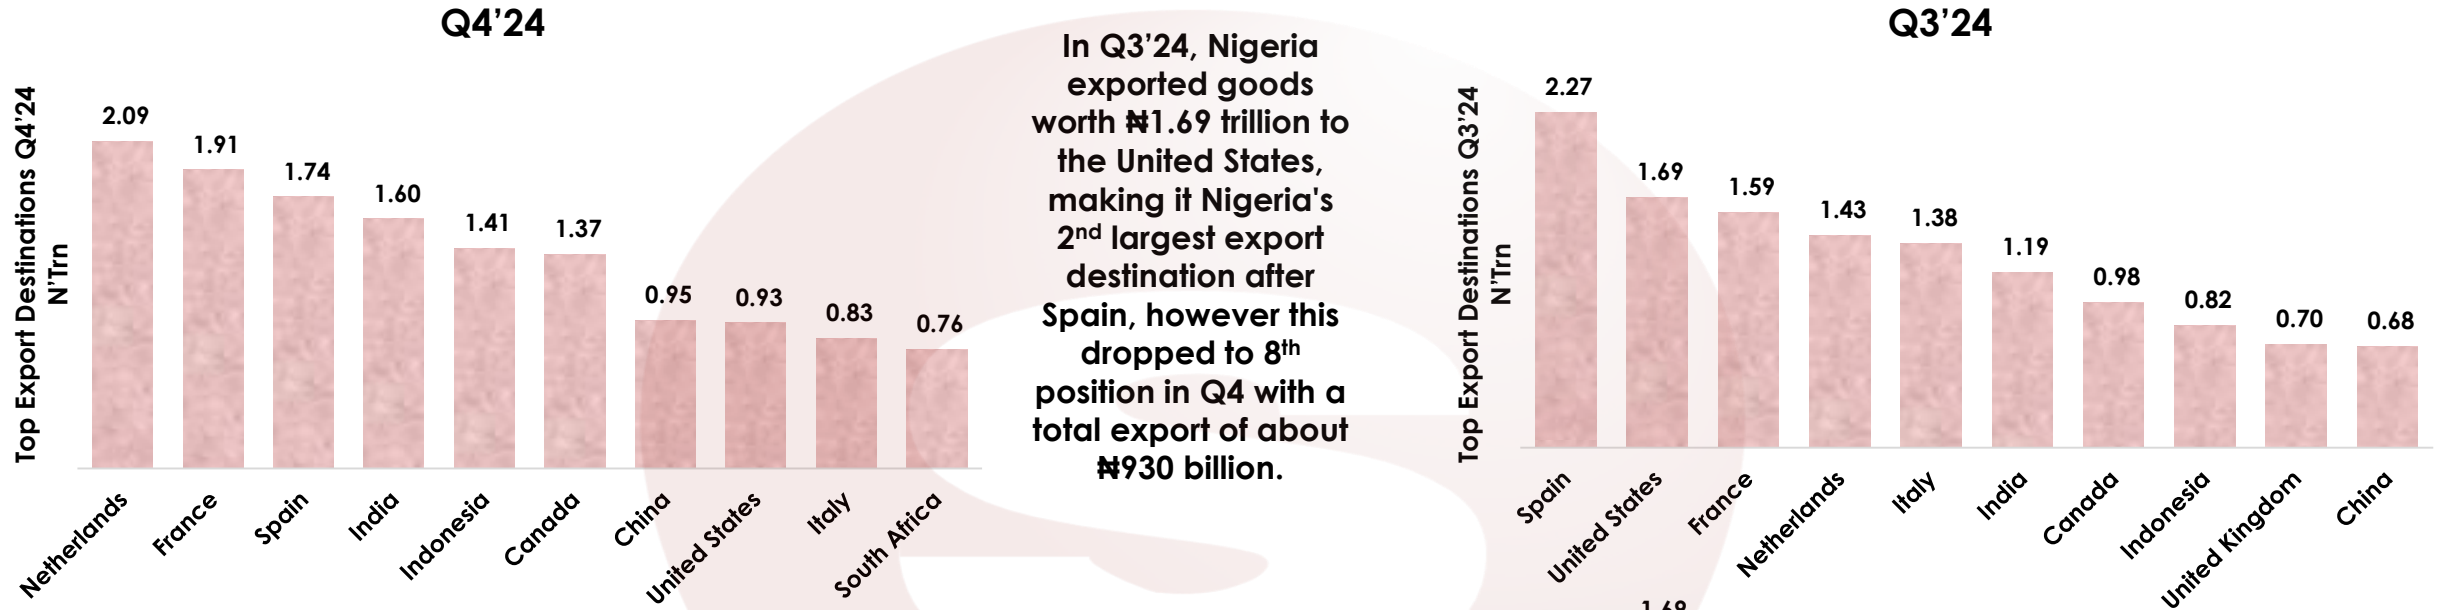 Q4’24
Top Export Destinations Q4’24
N’Trn
2.09
1.91
1.74
1.60
1.41
1.37
0.95
0.93
0.83
0.76
Netherlands
France
Spain
India
Indonesia
Canada
China
United States
Italy
South Africa
In Q3’24, Nigeria
exported goods
worth ₦1.69 trillion to
the United States,
making it Nigeria's
2nd largest export
destination after
Spain, however this
dropped to 8th
position in Q4 with a
total export of about
₦930 billion.
Q3’24
Top Export Destinations Q3’24
N’Trn
2.27
1.69
1.59
1.43
1.38
1.19
0.98
0.82
0.70
0.68
Spain
United States
France
Netherlands
Italy
India
Canada
Indonesia
United Kingdom
China
1.69